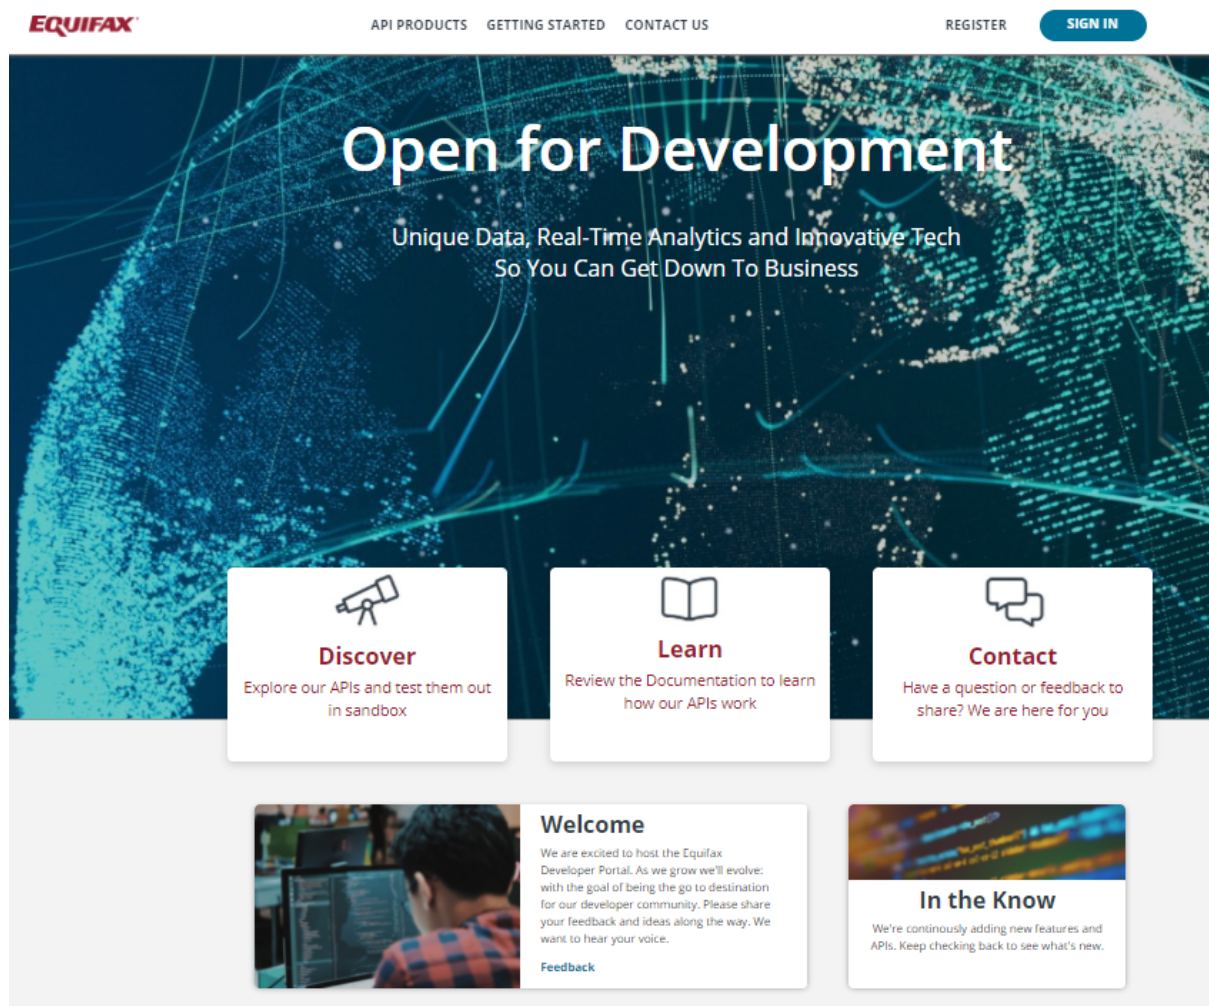 EQUIFAX
API PRODUCTS GETTING STARTED CONTACT US
REGISTER SIGN IN
Open for Development
Unique Data, Real-Time Analytics and Innovative Tech
So You Can Get Down To Business
Discover
Explore our APIs and test them out
in sandbox
Learn
Review the Documentation to learn
how our APIs work
Contact
Have a question or feedback to
share? We are here for you
Welcome
We are excited to host the Equifax
Developer Portal. As we grow we'll evolve:
with the goal of being the go to destination
for our developer community. Please share
your feedback and ideas along the way. We
want to hear your voice.
Feedback
In the Know
We're continously adding new features and
APIs. Keep checking back to see what's new.